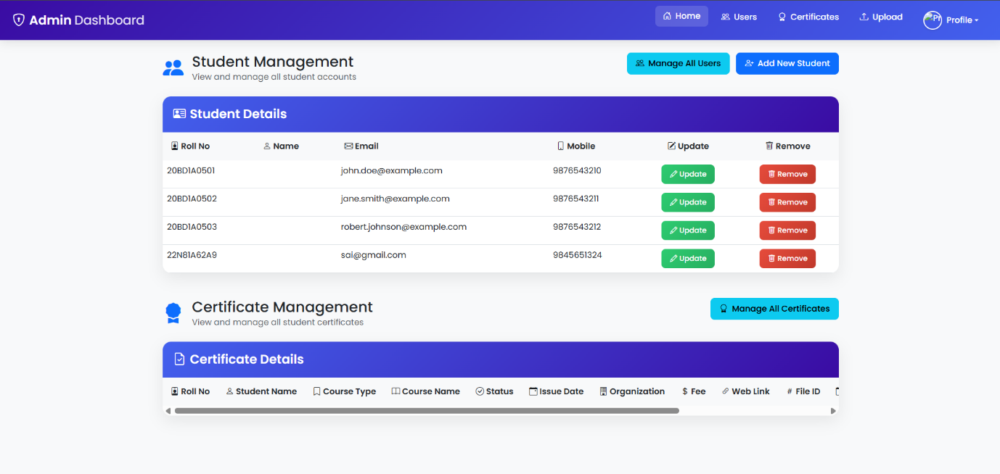 Admin Dashboard
Home Users Certificates Upload Pr Profile
Student Management
View and manage all student accounts
Manage All Users Add New Student
Student Details
Roll No Name Email Mobile Update Remove
20BD1A0501 john.doe@example.com 9876543210 Update Remove
20BD1A0502 jane.smith@example.com 9876543211 Update Remove
20BD1A0503 robert.johnson@example.com 9876543212 Update Remove
22N81A62A9 sai@gmail.com 9845651324 Update Remove
Certificate Management
View and manage all student certificates
Manage All Certificates
Certificate Details
Roll No Student Name Course Type Course Name Status Issue Date Organization $ Fee Web Link # File ID